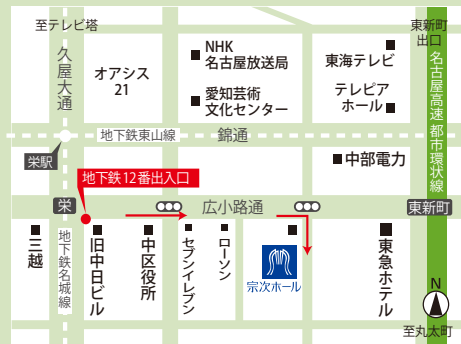 至テレビ塔
久屋大通
オアシス
21
NHK
名古屋放送局
愛知芸術
文化センター
東海テレビ
テレピア
ホール
東新町
出口
名古屋高速都市環状線
地下鉄東山線
錦通
栄駅
中部電力
地下鉄12番出入口
栄
広小路通
東新町
三越
地下鉄名城線
旧中日ビル
中区役所
セブンイレブン
ローソン
宗次ホール
東急ホテル
N
至丸太町